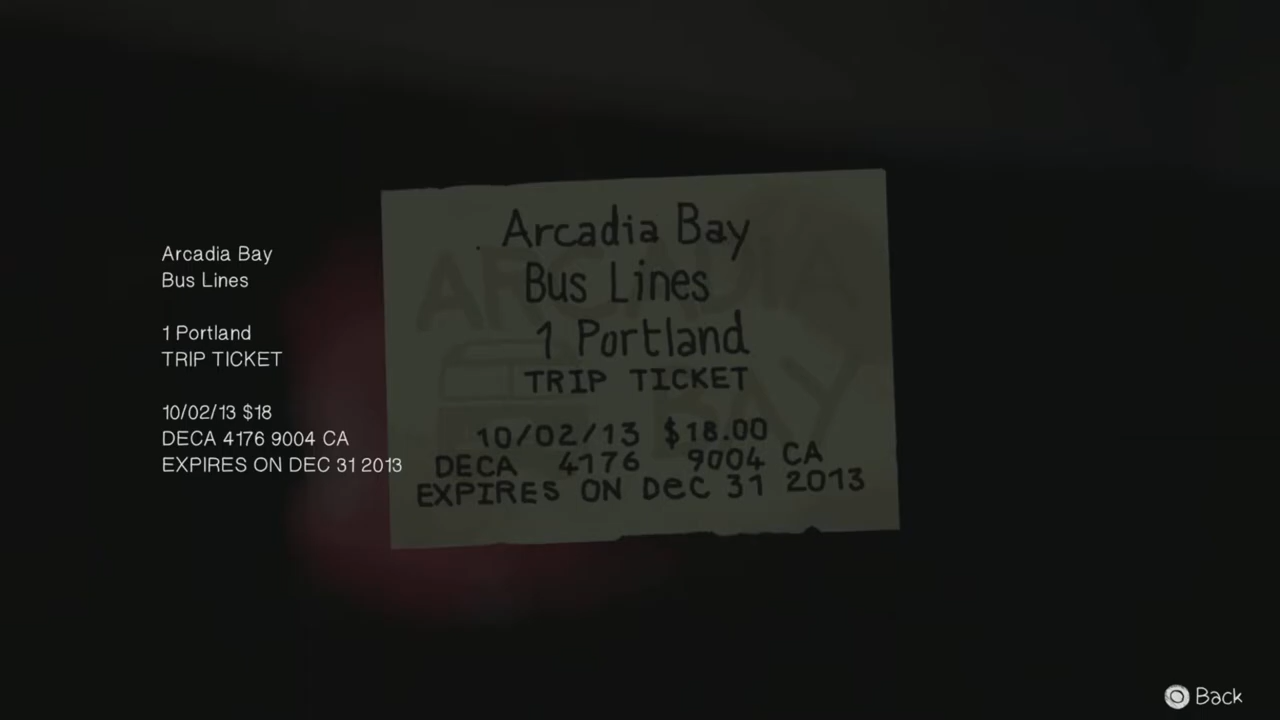 Arcadia Bay
Bus Lines
1 Portland
TRIP TICKET
10/02/13 $18
DECA 4176 9004 CA
EXPIRES ON DEC 31 2013
ARCADIA
BAY
Arcadia Bay
Bus Lines
1 Portland
TRIP TICKET
10/02/13 $18.00
DECA 4176 9004 CA
EXPIRES ON DeC 31 2013
Back